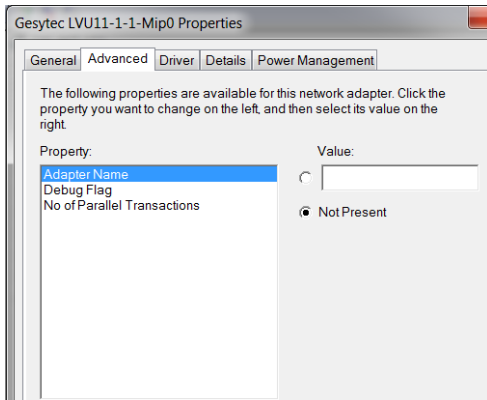 Gesytec LVU11-1-1-Mip0 Properties
General Advanced Driver Details Power Management
The following properties are available for this network adapter. Click the
property you want to change on the left, and then select its value on the
right.
Property: Value:
Adapter Name
Debug Flag
No of Parallel Transactions
Not Present